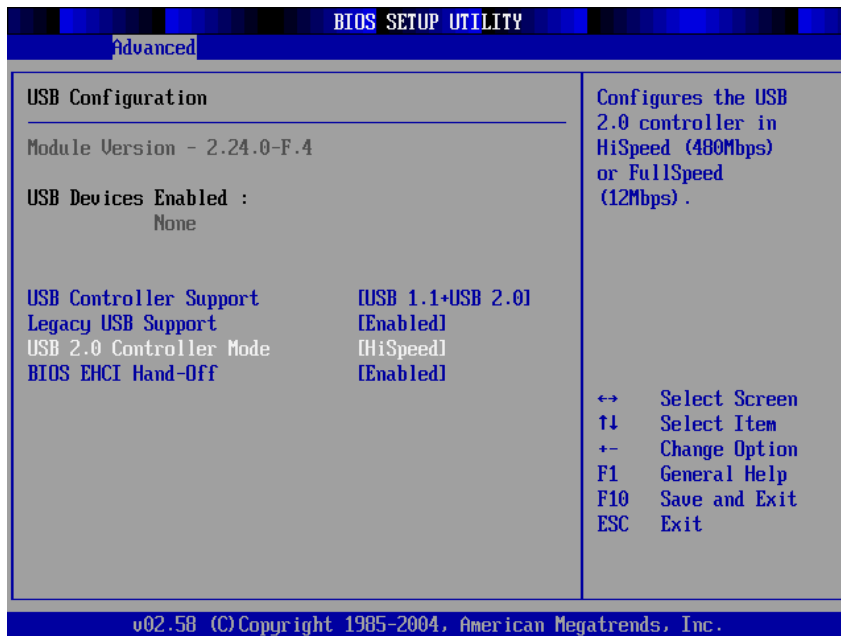 BIOS SETUP UTILITY
Advanced
USB Configuration
Module Version - 2.24.0-F.4
USB Devices Enabled :
None
USB Controller Support [USB 1.1+USB 2.0]
Legacy USB Support [Enabled]
USB 2.0 Controller Mode [HiSpeed]
BIOS EHCI Hand-Off [Enabled]
Configures the USB
2.0 controller in
HiSpeed (480Mbps)
or FullSpeed
(12Mbps).
↔ Select Screen
↑↓ Select Item
+- Change Option
F1 General Help
F10 Save and Exit
ESC Exit
v02.58 (C)Copyright 1985-2004, American Megatrends, Inc.